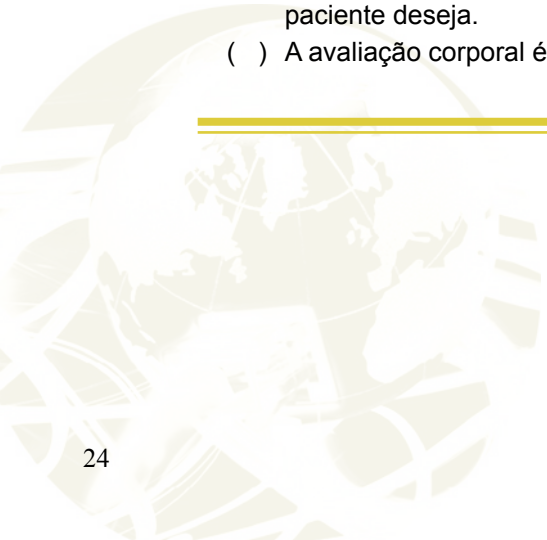 paciente deseja.
( ) A avaliação corporal é
24